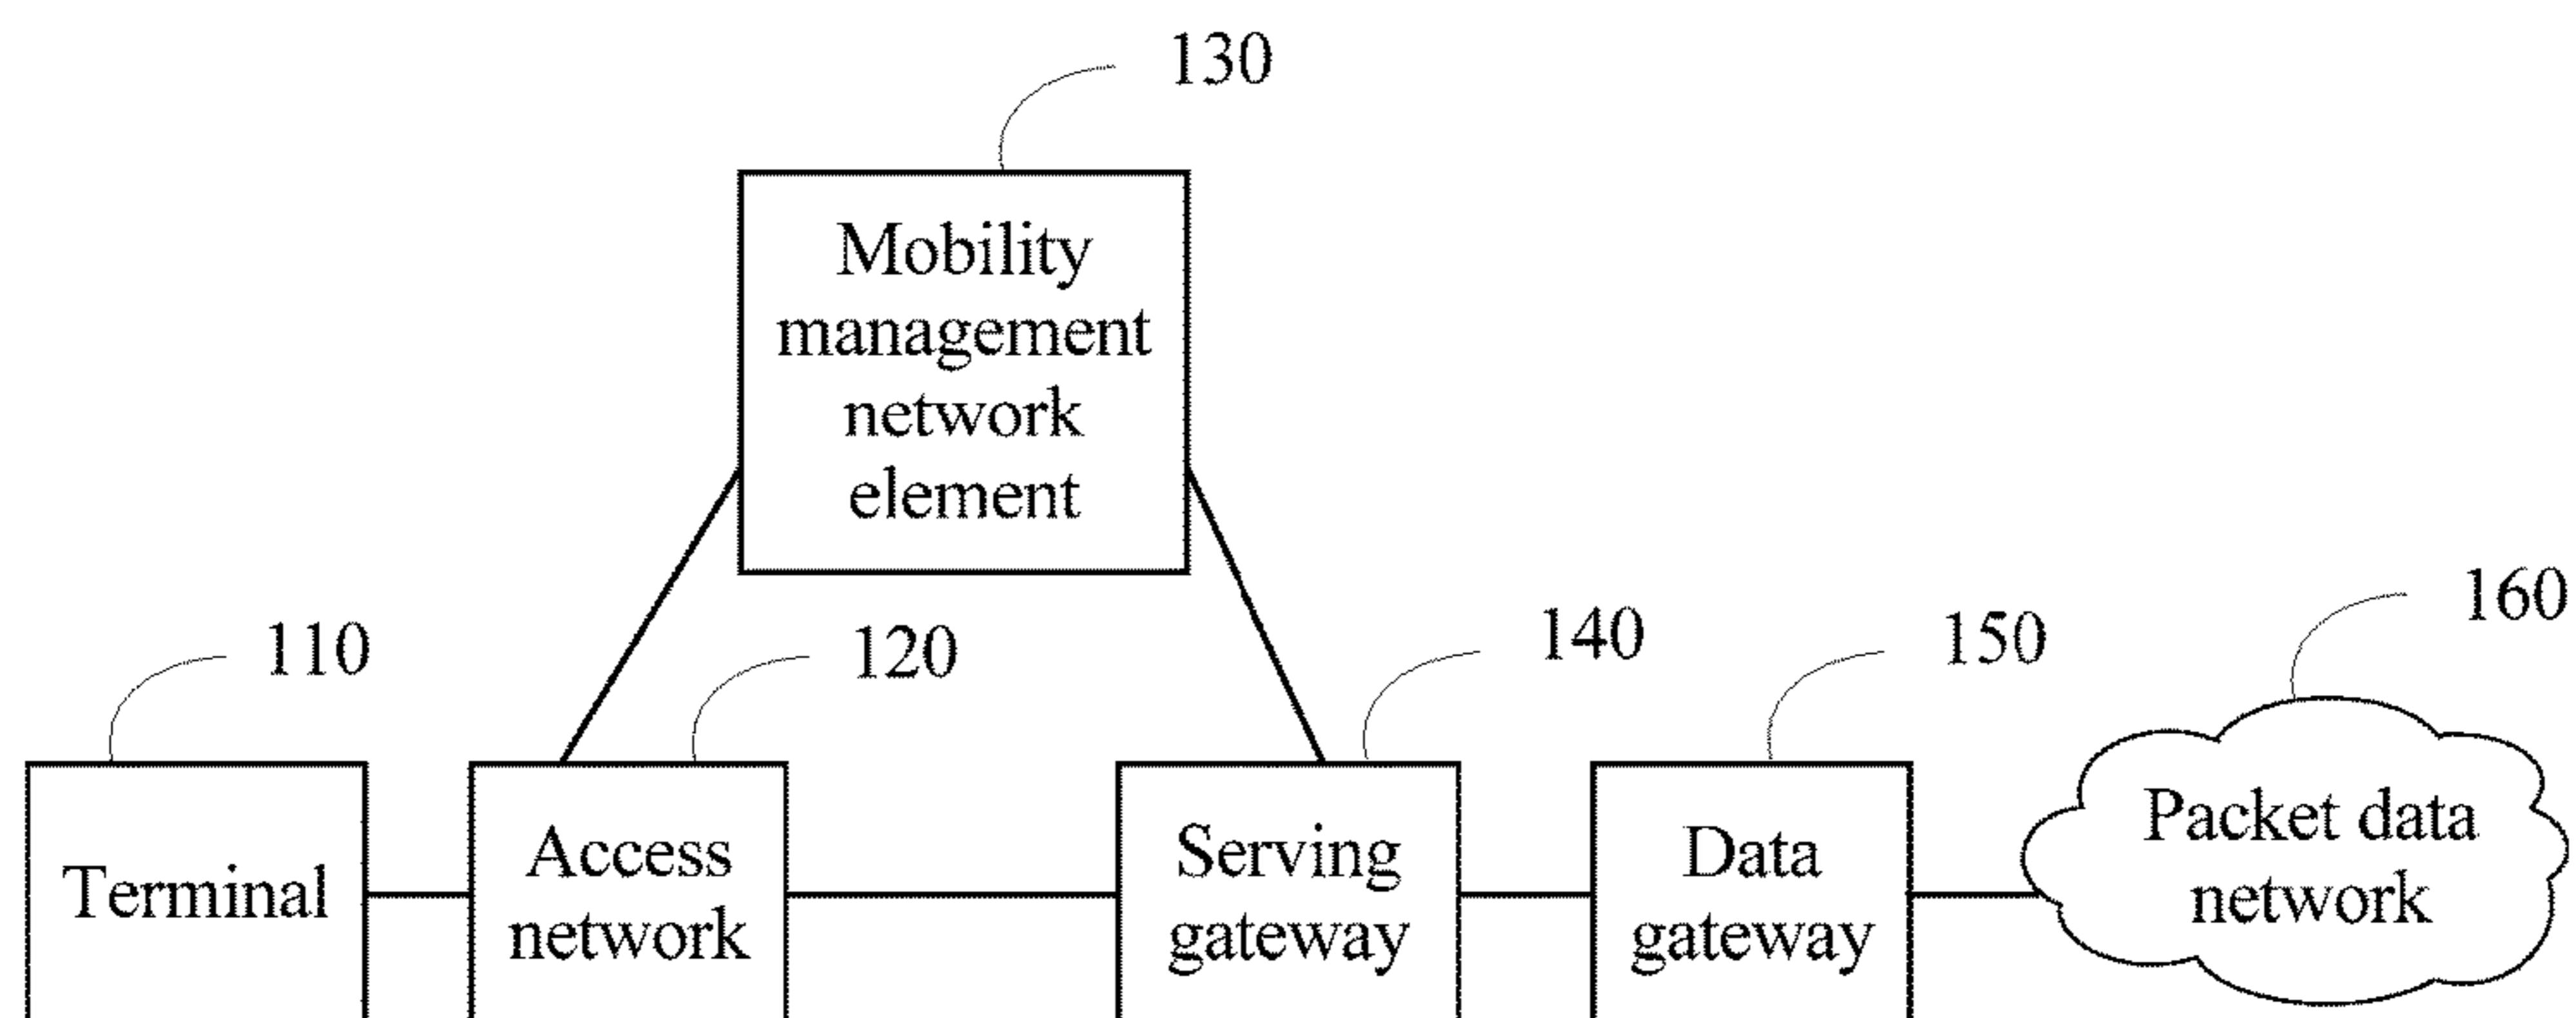 130
Mobility
management
network
element
110
120
140
150
160
Terminal
Access
network
Serving
gateway
Data
gateway
Packet data
network